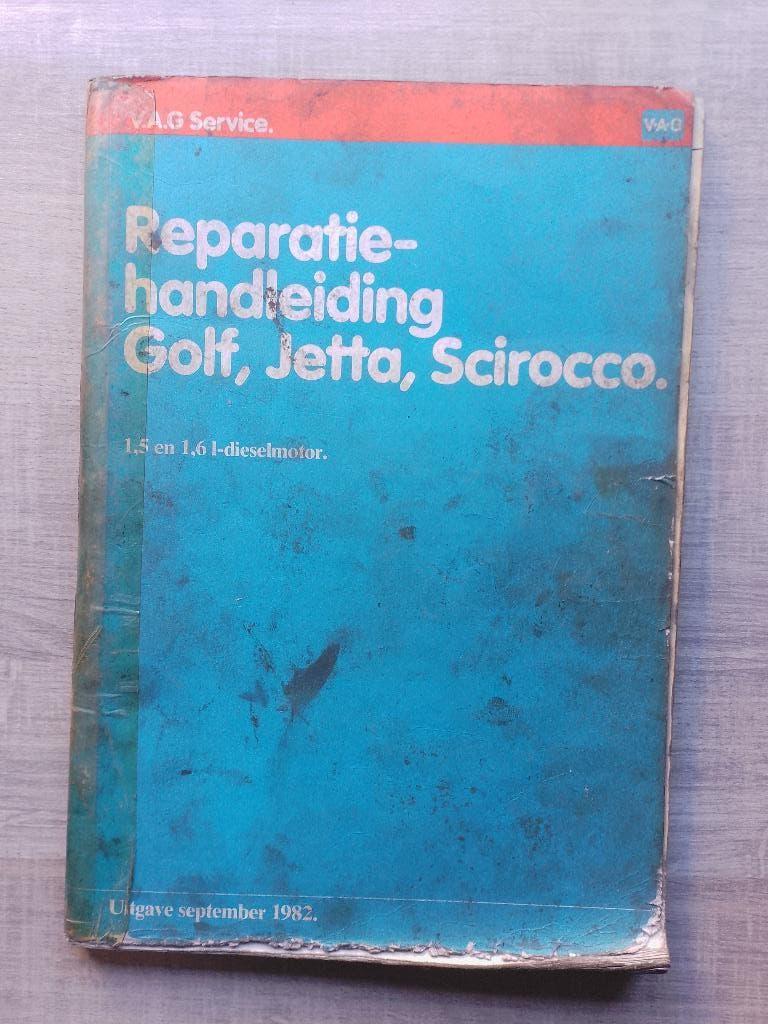 V.A.G Service.
V·A·G
Reparatie-
handleiding
Golf, Jetta, Scirocco.
1,5 en 1,6 l-dieselmotor.
Uitgave september 1982.